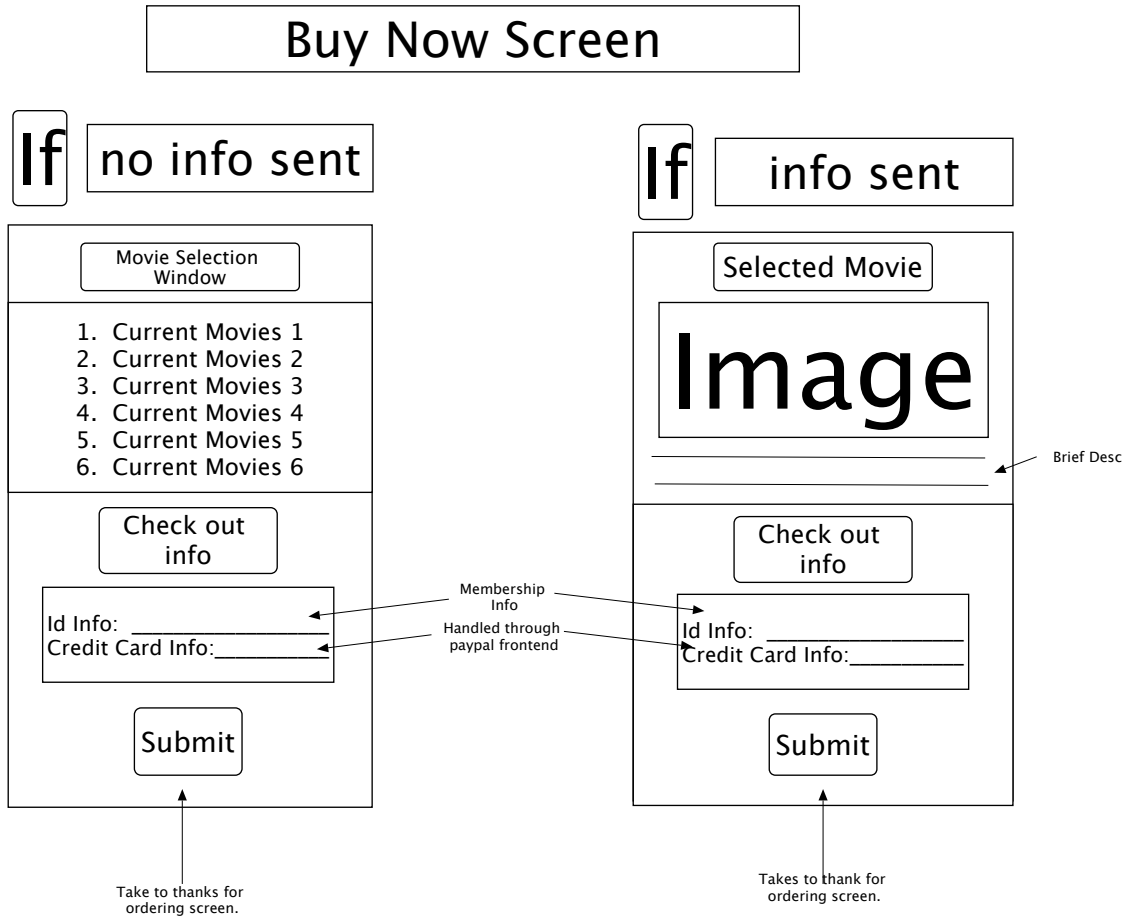 Buy Now Screen
If
no info sent
Movie Selection
Window
1. Current Movies 1
2. Current Movies 2
3. Current Movies 3
4. Current Movies 4
5. Current Movies 5
6. Current Movies 6
Check out
info
Id Info: ___________________
Credit Card Info:___________
Submit
Take to thanks for
ordering screen.
Membership
Info
Handled through
paypal frontend
If
info sent
Selected Movie
Image
Brief Desc
Check out
info
Id Info: ___________________
Credit Card Info:___________
Submit
Takes to thank for
ordering screen.